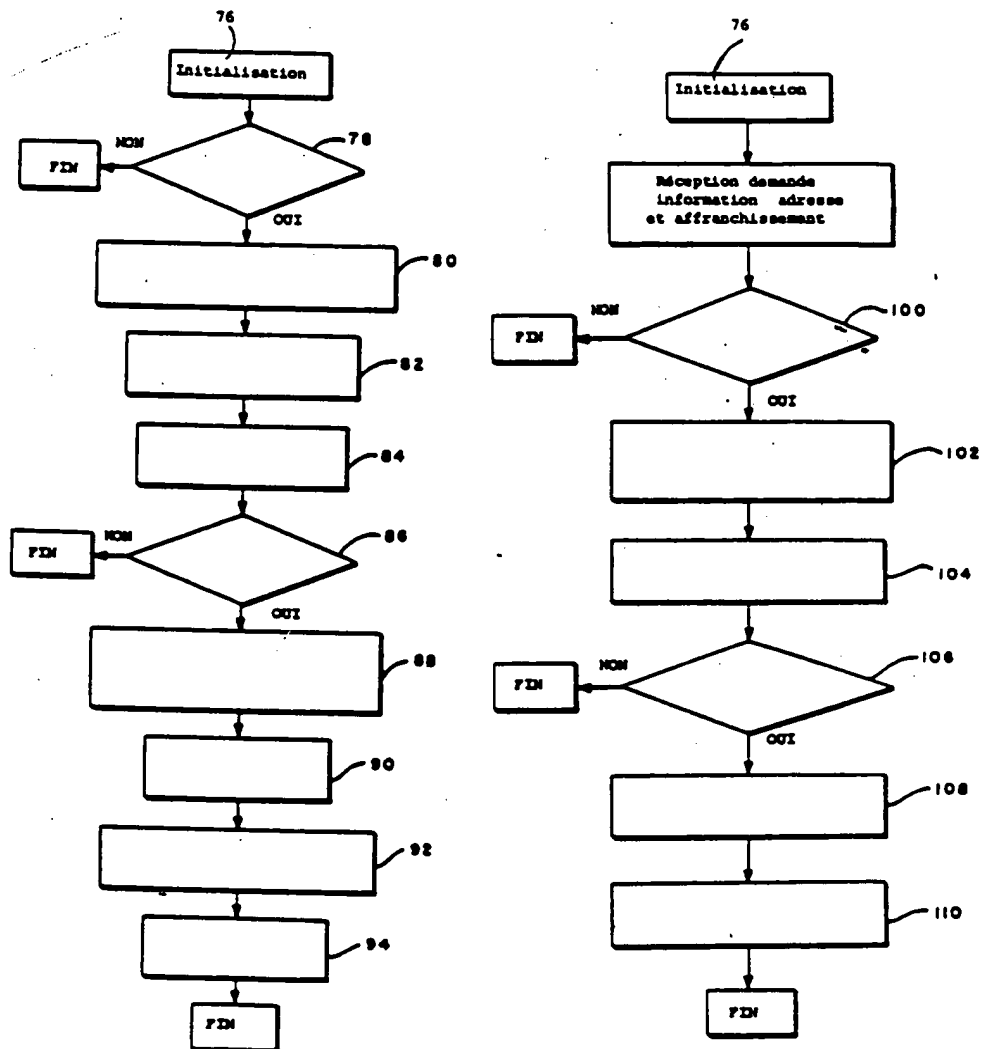 76
Initialisation
78
NON
FIN
OUI
80
82
84
86
NON
FIN
OUI
88
90
92
94
FIN
76
Initialisation
Réception demande
information adresse
et affranchissement
100
NON
FIN
OUI
102
104
106
NON
FIN
OUI
108
110
FIN